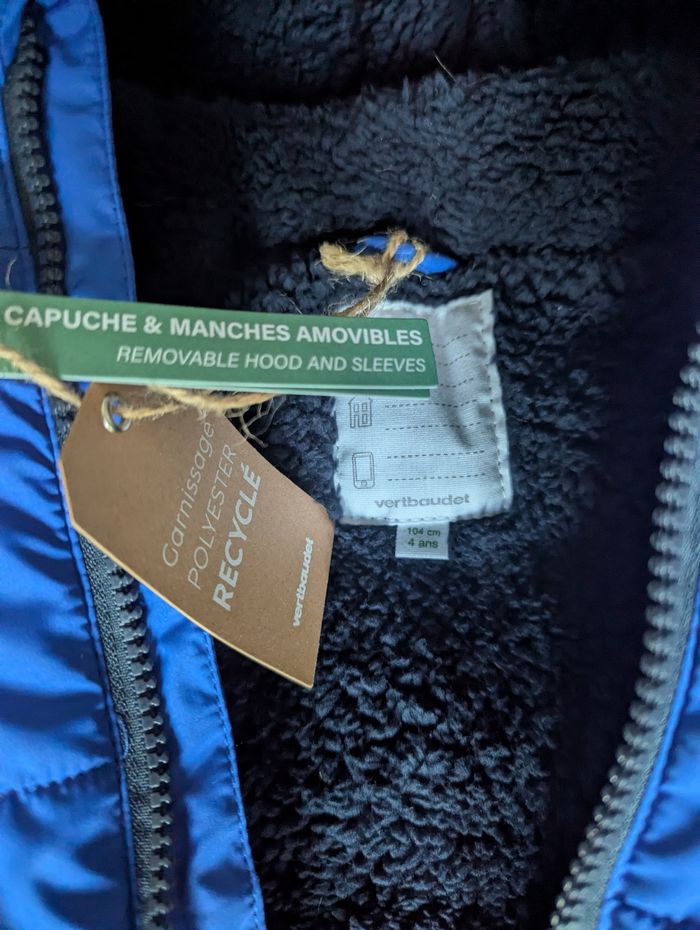 CAPUCHE & MANCHES AMOVIBLES
REMOVABLE HOOD AND SLEEVES
Garnissage
POLYESTER
RECYCLÉ
vertbaudet
vertbaudet
104 cm
4 ans